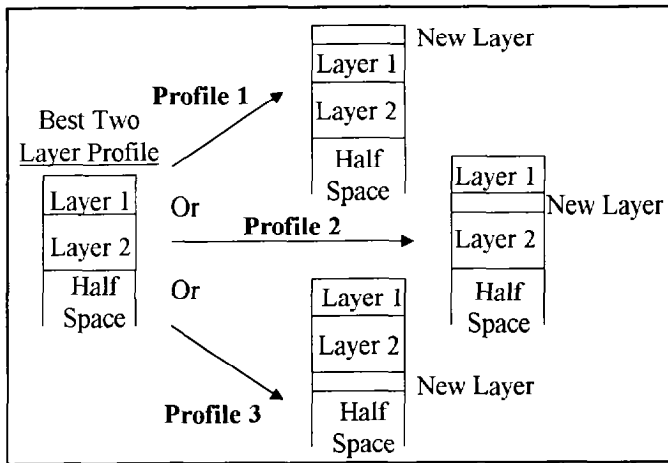 Best Two
Layer Profile
Layer 1
Layer 2
Half
Space
Profile 1
Or
Profile 2
Or
Profile 3
New Layer
Layer 1
Layer 2
Half
Space
Layer 1
New Layer
Layer 2
Half
Space
Layer 1
Layer 2
New Layer
Half
Space